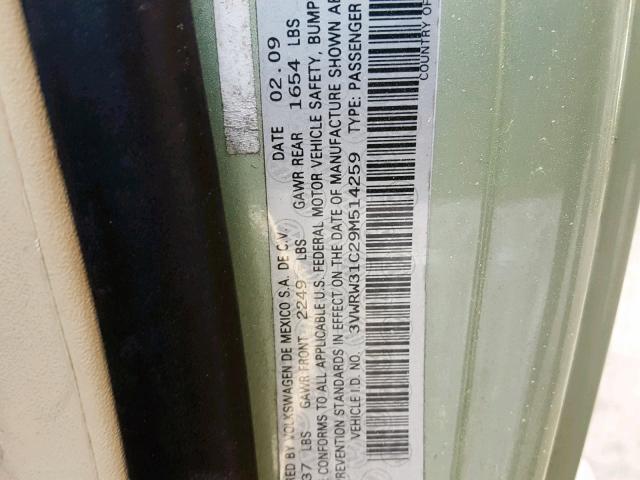 RED BY VOLKSWAGEN DE MEXICO S.A. DE C.V. DATE 02.09
37 LBS GAWR FRONT 2249 LBS GAWR REAR 1654 LBS
CONFORMS TO ALL APPLICABLE U.S. FEDERAL MOTOR VEHICLE SAFETY, BUMP
PREVENTION STANDARDS IN EFFECT ON THE DATE OF MANUFACTURE SHOWN AB
VEHICLE I.D. NO. 3VWRW31C29M514259 TYPE: PASSENGER
COUNTRY OF